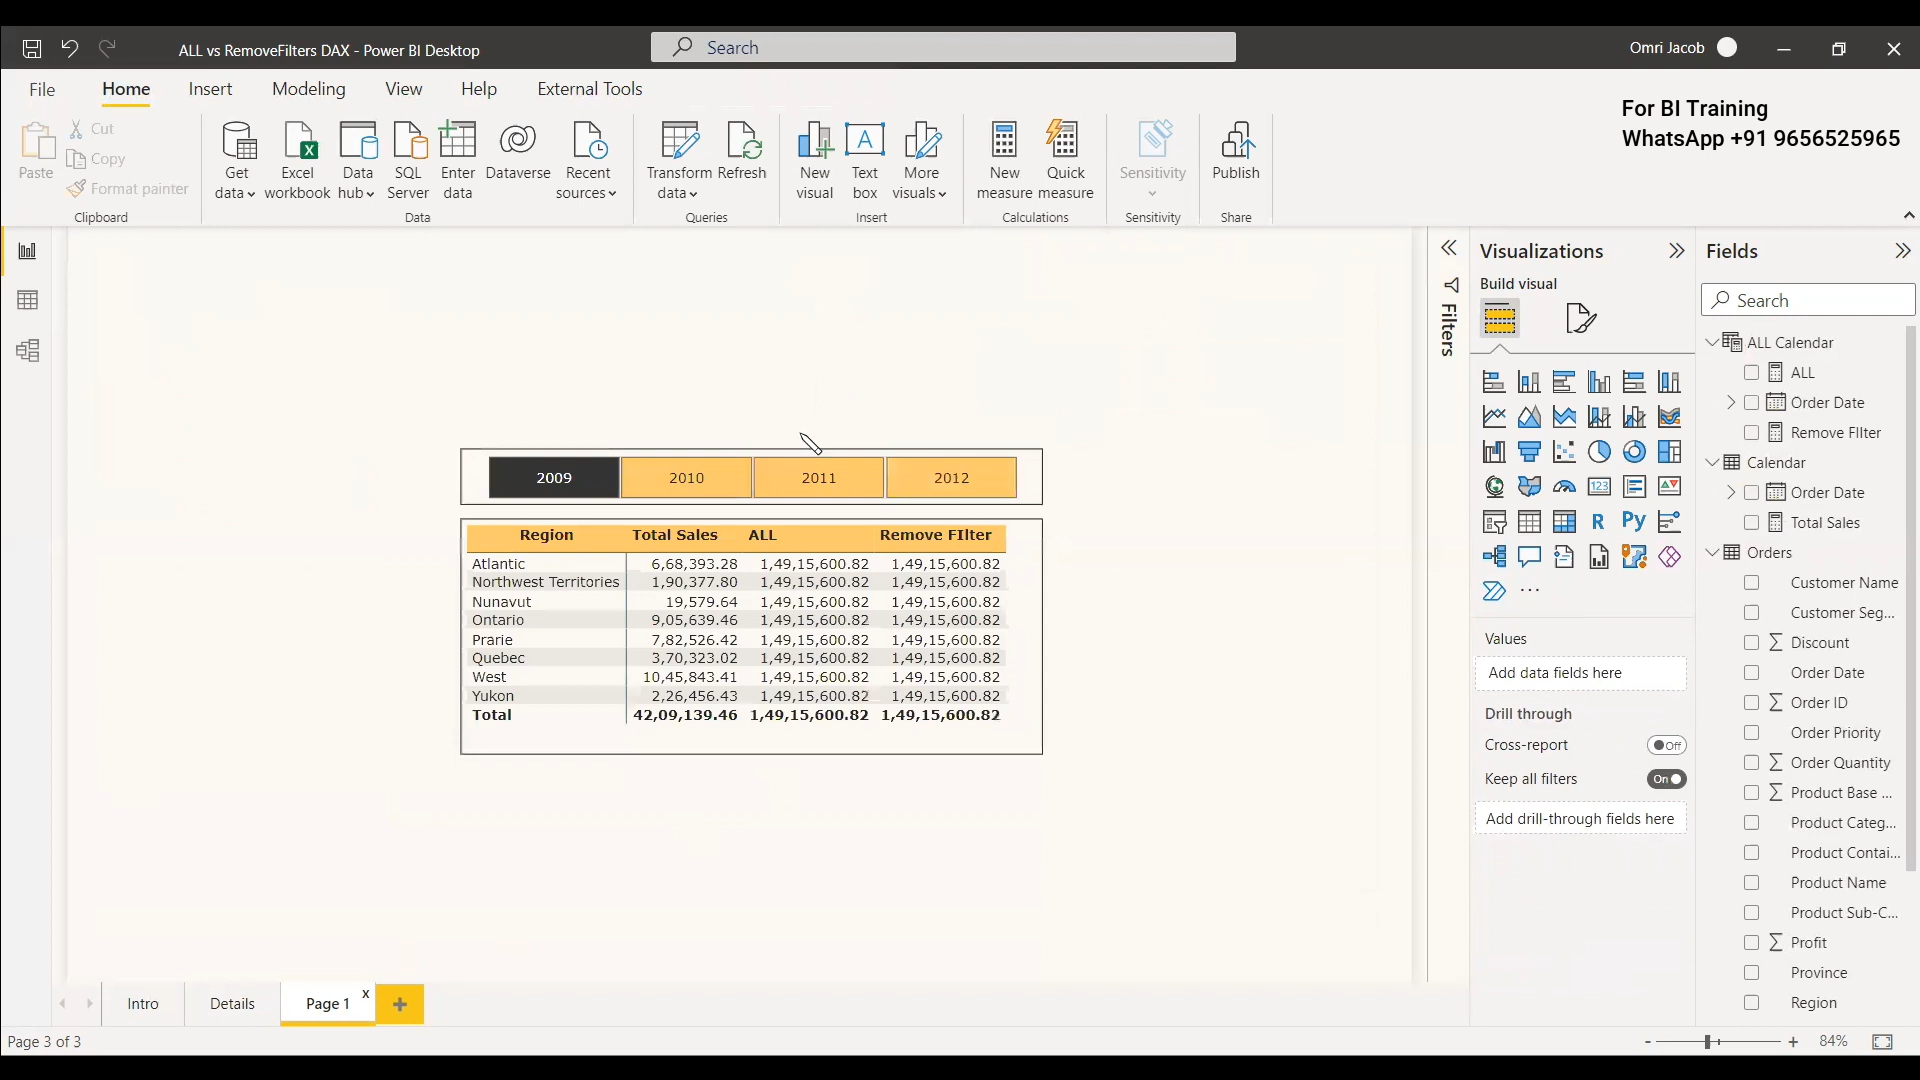 ALL vs RemoveFilters DAX - Power BI Desktop
Search
Omri Jacob
File Home Insert Modeling View Help External Tools
For BI Training
WhatsApp +91 9656525965
Paste
Cut
Copy
Format painter
Clipboard
Get data
Excel workbook
Data hub
SQL Server
Enter data
Dataverse
Recent sources
Data
Transform data
Refresh
Queries
New visual
Text box
More visuals
Insert
New measure
Quick measure
Calculations
Sensitivity
Sensitivity
Publish
Share
2009 2010 2011 2012
Region Total Sales ALL Remove FIlter
Atlantic 6,68,393.28 1,49,15,600.82 1,49,15,600.82
Northwest Territories 1,90,377.80 1,49,15,600.82 1,49,15,600.82
Nunavut 19,579.64 1,49,15,600.82 1,49,15,600.82
Ontario 9,05,639.46 1,49,15,600.82 1,49,15,600.82
Prarie 7,82,526.42 1,49,15,600.82 1,49,15,600.82
Quebec 3,70,323.02 1,49,15,600.82 1,49,15,600.82
West 10,45,843.41 1,49,15,600.82 1,49,15,600.82
Yukon 2,26,456.43 1,49,15,600.82 1,49,15,600.82
Total 42,09,139.46 1,49,15,600.82 1,49,15,600.82
Filters
Visualizations
Build visual
R Py
123
...
Values
Add data fields here
Drill through
Cross-report Off
Keep all filters On
Add drill-through fields here
Fields
Search
ALL Calendar
ALL
Order Date
Remove FIlter
Calendar
Order Date
Total Sales
Orders
Customer Name
Customer Seg...
Discount
Order Date
Order ID
Order Priority
Order Quantity
Product Base ...
Product Categ...
Product Contai...
Product Name
Product Sub-C...
Profit
Province
Region
Intro Details Page 1 x +
Page 3 of 3
- + 84%